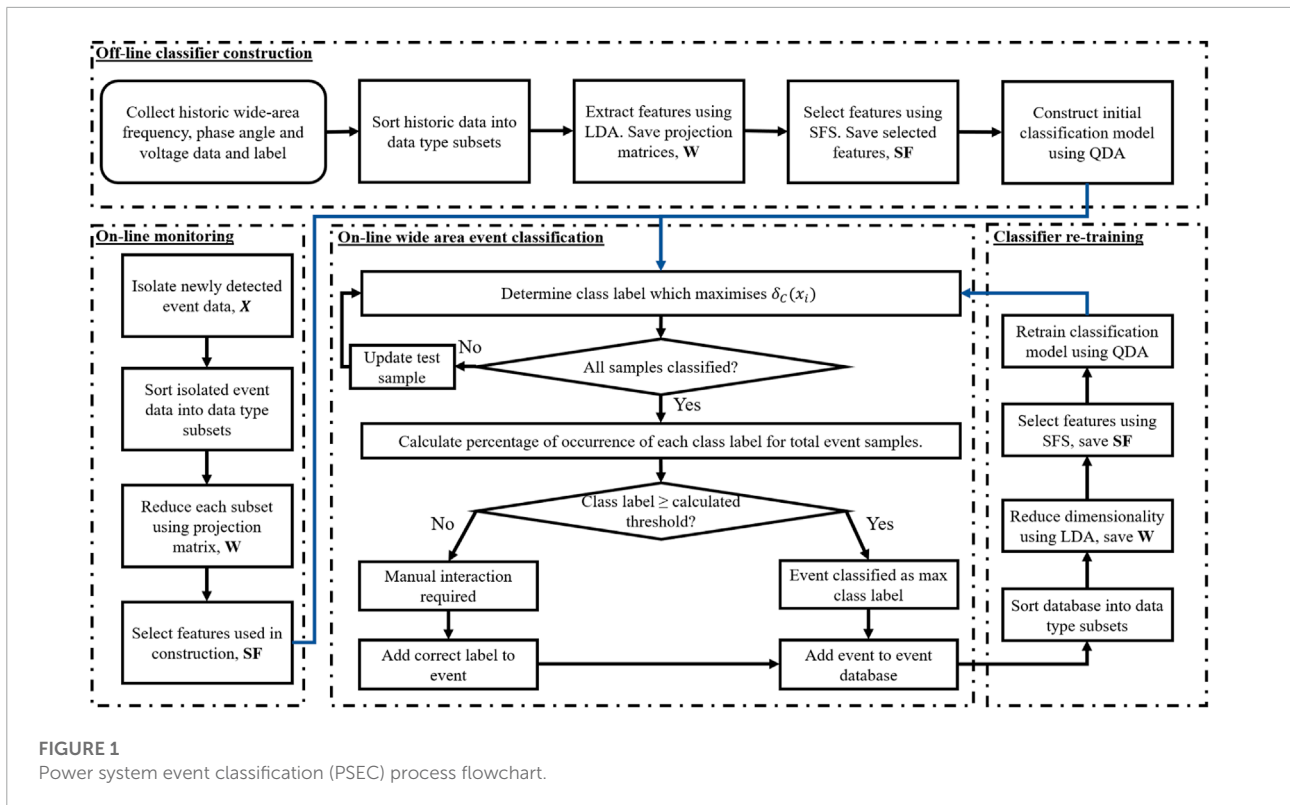 Off-line classifier construction
Collect historic wide-area
frequency, phase angle and
voltage data and label
Sort historic data into
data type subsets
Extract features using
LDA. Save projection
matrices, W
Select features using
SFS. Save selected
features, SF
Construct initial
classification model
using QDA
On-line monitoring
Isolate newly detected
event data, X
Sort isolated event
data into data type
subsets
Reduce each subset
using projection
matrix, W
Select features used in
construction, SF
On-line wide area event classification
Determine class label which maximises δ_C(x_i)
Update test
sample
No
All samples classified?
Yes
Calculate percentage of occurrence of each class label for total event samples.
Class label ≥ calculated
threshold?
No
Yes
Manual interaction
required
Event classified as max
class label
Add correct label to
event
Add event to event
database
Classifier re-training
Retrain classification
model using QDA
Select features using
SFS, save SF
Reduce dimensionality
using LDA, save W
Sort database into data
type subsets
FIGURE 1
Power system event classification (PSEC) process flowchart.